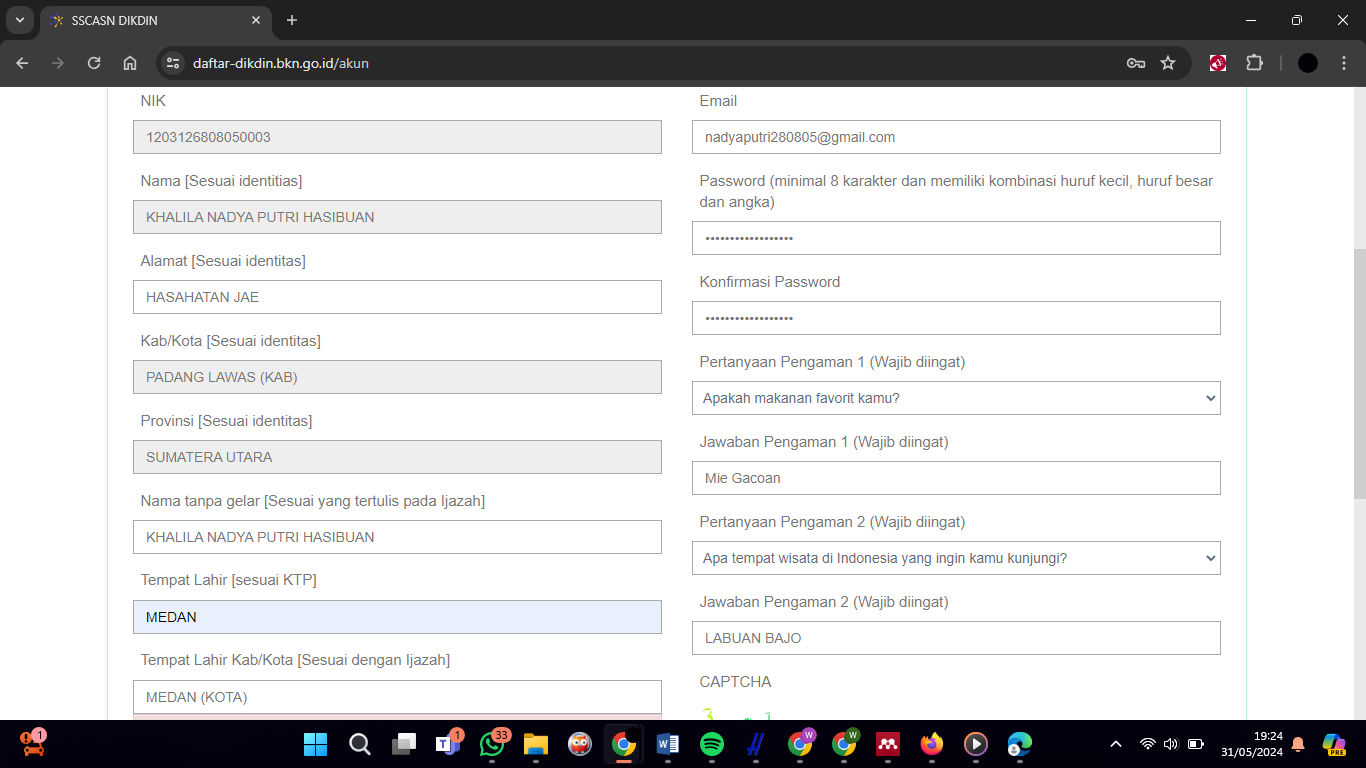 SSCASN DIKDIN
daftar-dikdin.bkn.go.id/akun
NIK
1203126808050003
Nama [Sesuai identitias]
KHALILA NADYA PUTRI HASIBUAN
Alamat [Sesuai identitas]
HASAHATAN JAE
Kab/Kota [Sesuai identitas]
PADANG LAWAS (KAB)
Provinsi [Sesuai identitas]
SUMATERA UTARA
Nama tanpa gelar [Sesuai yang tertulis pada Ijazah]
KHALILA NADYA PUTRI HASIBUAN
Tempat Lahir [sesuai KTP]
MEDAN
Tempat Lahir Kab/Kota [Sesuai dengan Ijazah]
MEDAN (KOTA)
Email
nadyaputri280805@gmail.com
Password (minimal 8 karakter dan memiliki kombinasi huruf kecil, huruf besar
dan angka)
••••••••••••••••••
Konfirmasi Password
••••••••••••••••••
Pertanyaan Pengaman 1 (Wajib diingat)
Apakah makanan favorit kamu?
Jawaban Pengaman 1 (Wajib diingat)
Mie Gacoan
Pertanyaan Pengaman 2 (Wajib diingat)
Apa tempat wisata di Indonesia yang ingin kamu kunjungi?
Jawaban Pengaman 2 (Wajib diingat)
LABUAN BAJO
CAPTCHA
1
1
33
W
W
19:24
31/05/2024
PRE